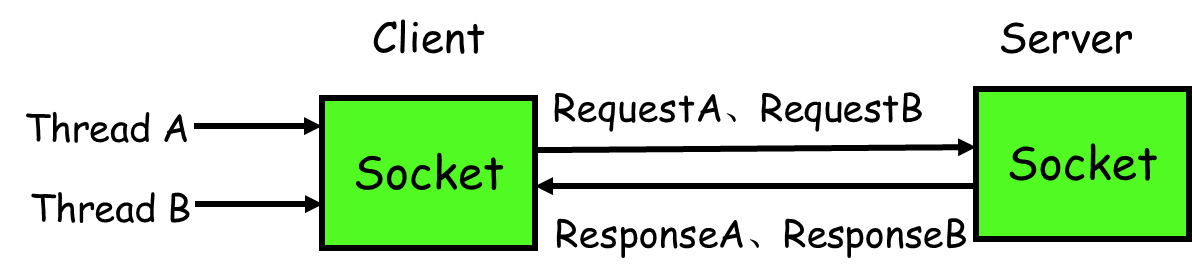 Client
Server
Thread A
RequestA、RequestB
Socket
Socket
Thread B
ResponseA、ResponseB